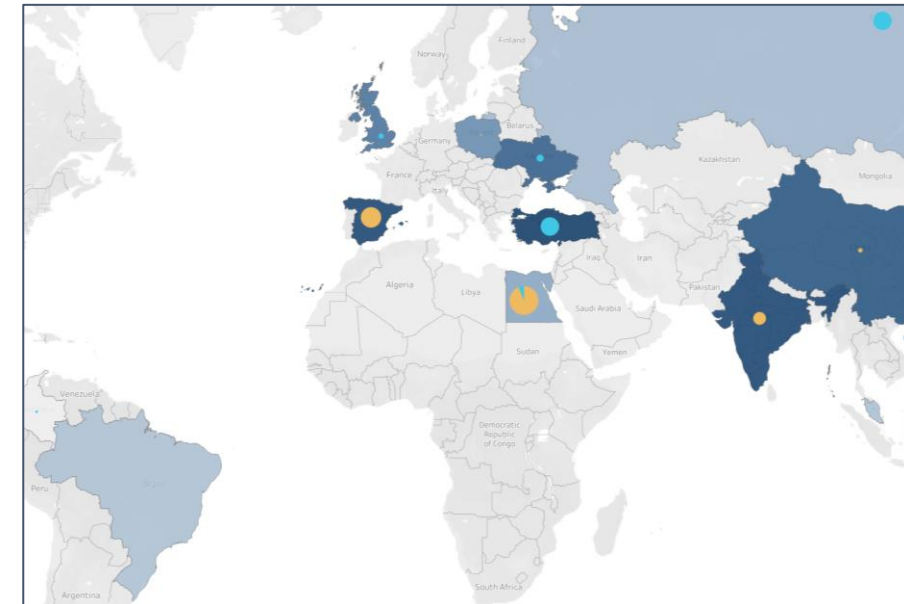 Finland
Norway
Belarus
Germany
Kazakhstan
France
Mongolia
Italy
Iraq
Iran
Algeria
Libya
Pakistan
Saudi Arabia
Sudan
Yemen
Venezuela
Democratic
Republic
of Congo
Brazil
Peru
South Africa
Argentina